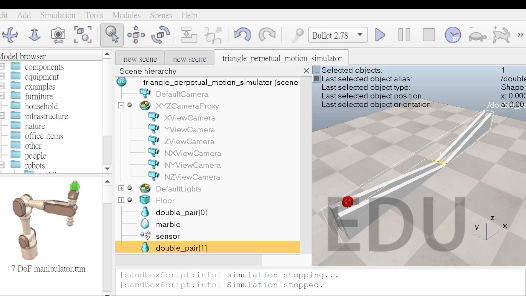 dit Add Simulation Tools Modules Scenes Help
Bullet 2.78
new scene new scene triangle_perpetual_motion_simulator
Model browser
components
equipment
examples
furniture
household
infrastructure
nature
office items
other
people
robots
7 DoF manipulator.ttm
Scene hierarchy
triangle_perpetual_motion_simulator (scene
DefaultCamera
XYZCameraProxy
XViewCamera
YViewCamera
ZViewCamera
NXViewCamera
NYViewCamera
NZViewCamera
DefaultLights
Floor
double_pair[0]
marble
sensor
double_pair[1]
Selected objects: 1
Last selected object alias: /double
Last selected object type: Shape
Last selected object position: x: 0.00
Last selected object orientation:
EDU
z
y x
[sandboxScript:info] simulation stopping...
[sandboxScript:info] Simulation stopped.